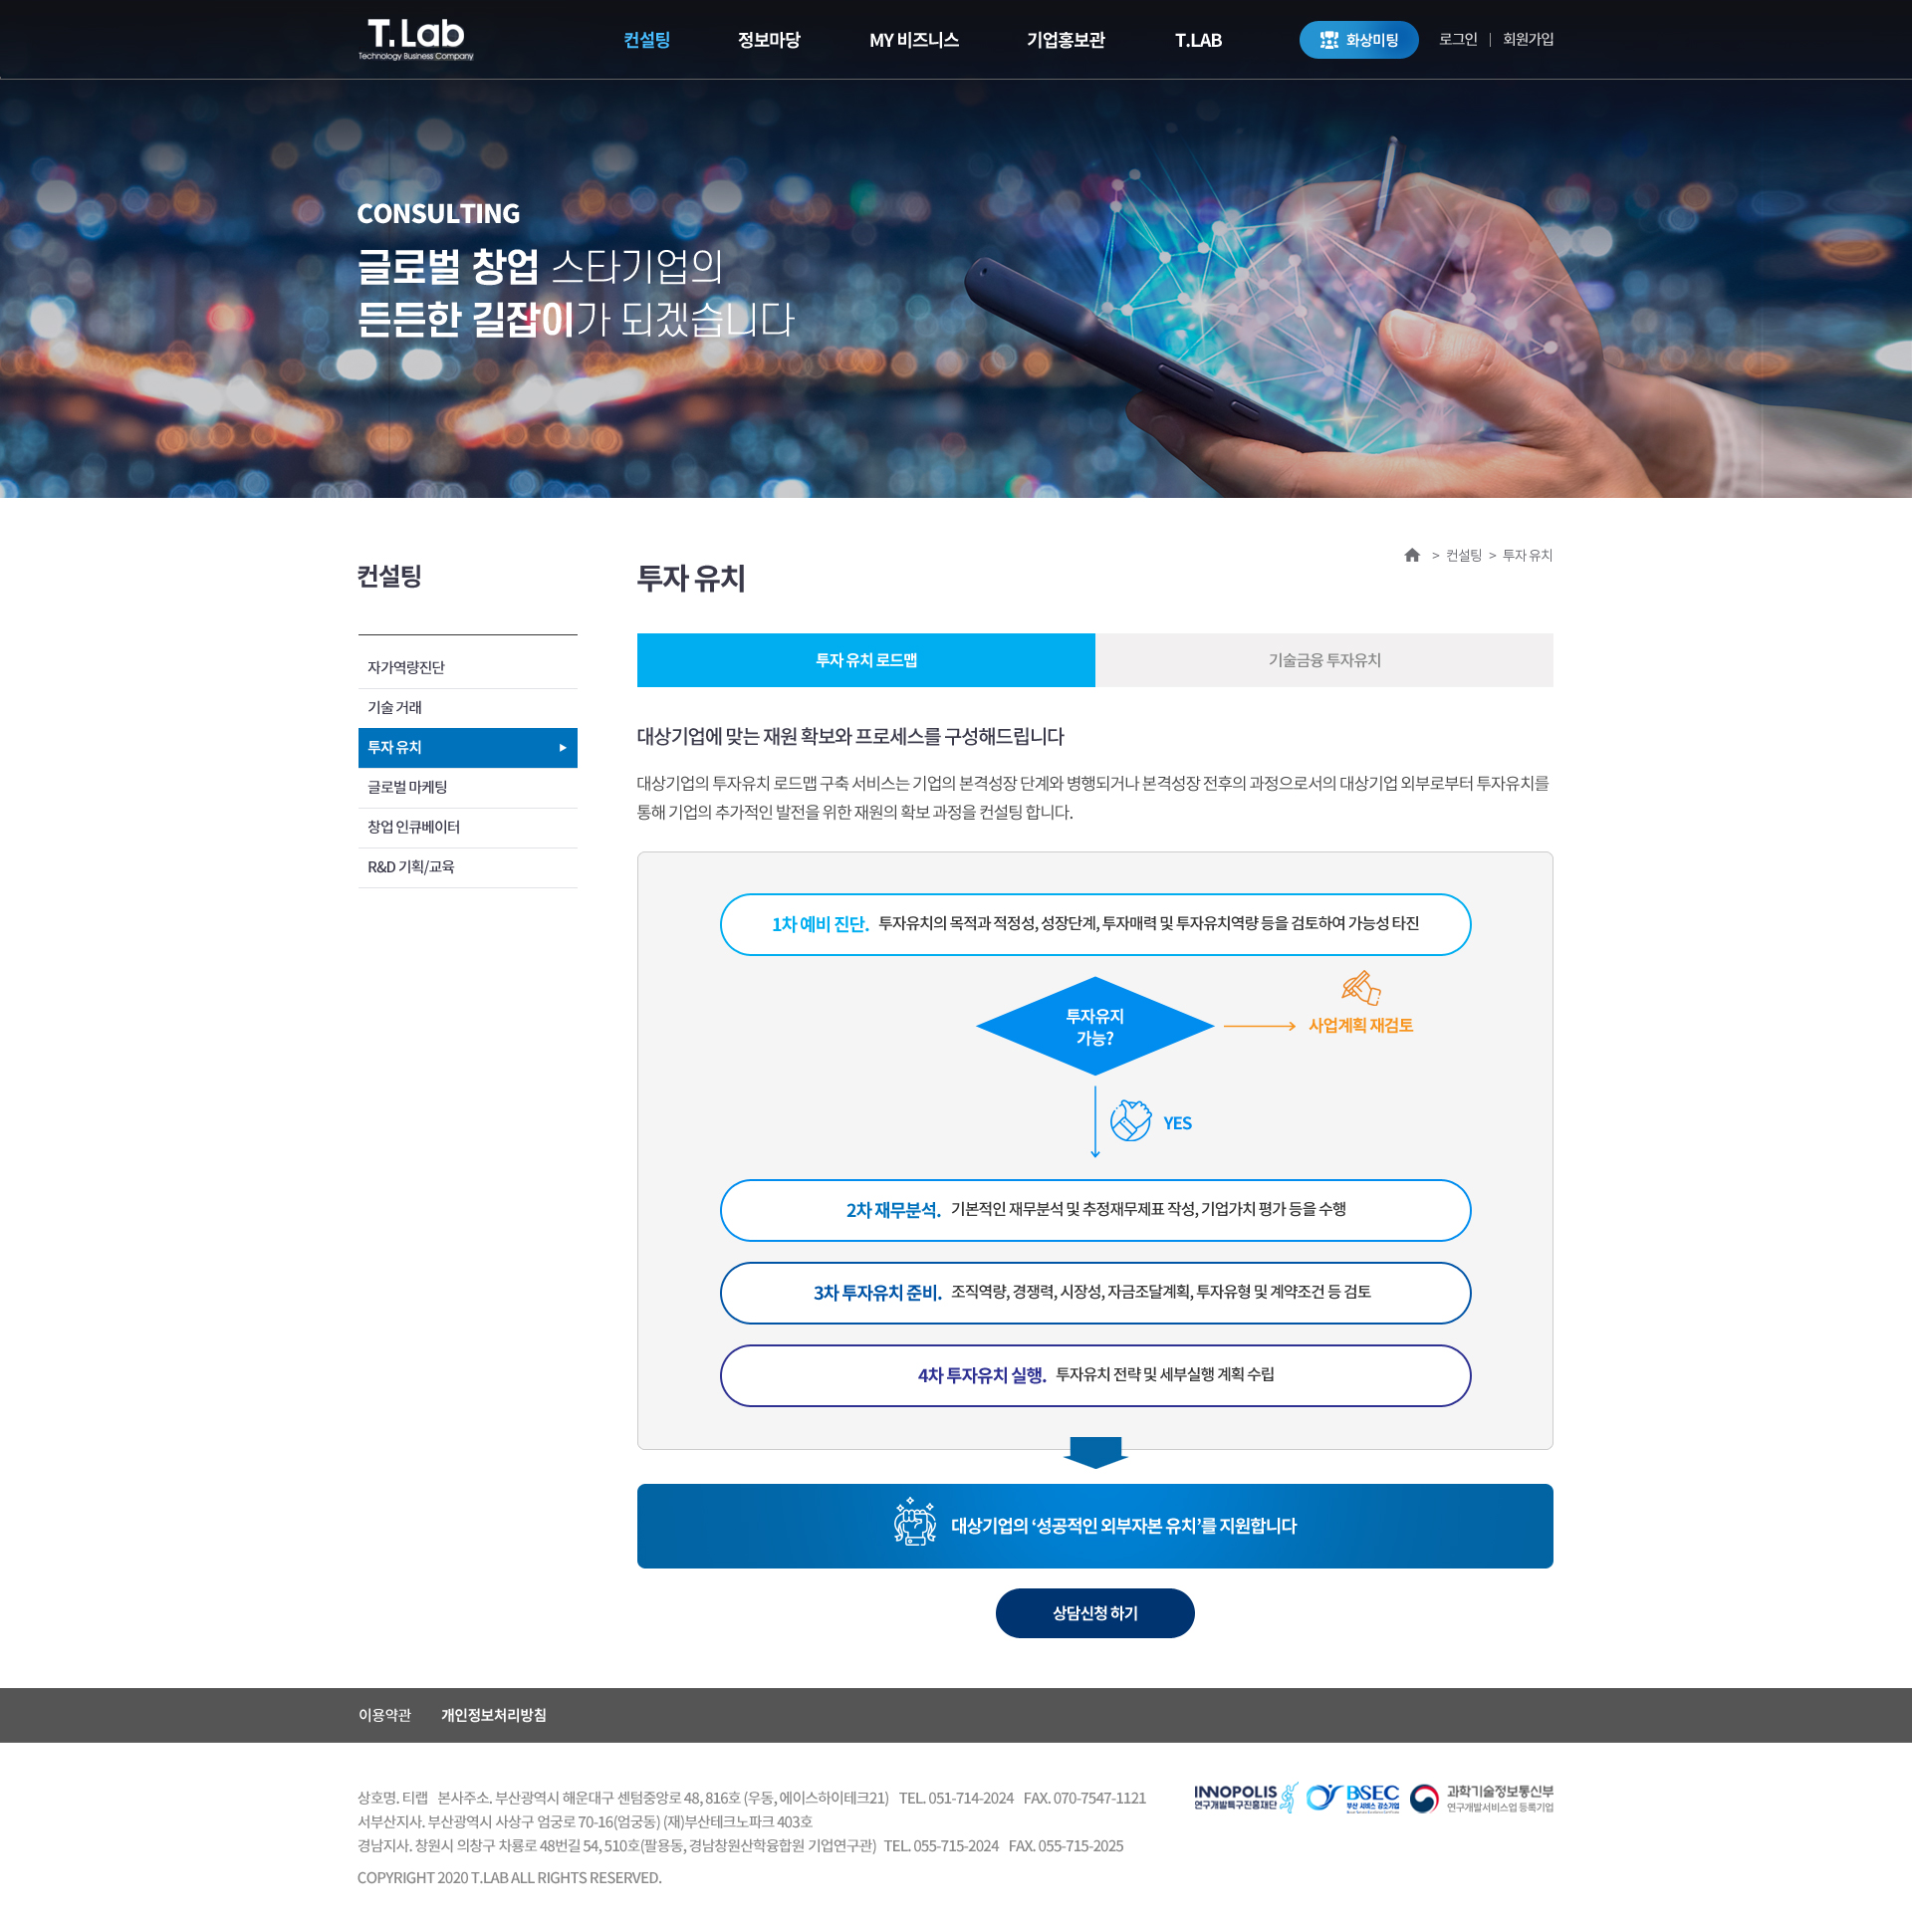 T.Lab
Technology Business Company
컨설팅
정보마당
MY 비즈니스
기업홍보관
T.LAB
화상미팅
로그인
회원가입
CONSULTING
글로벌 창업 스타기업의
든든한 길잡이가 되겠습니다
컨설팅
투자 유치
> 컨설팅 > 투자 유치
자가역량진단
기술 거래
투자 유치
글로벌 마케팅
창업 인큐베이터
R&D 기획/교육
투자 유치 로드맵
기술금융 투자유치
대상기업에 맞는 재원 확보와 프로세스를 구성해드립니다
대상기업의 투자유치 로드맵 구축 서비스는 기업의 본격성장 단계와 병행되거나 본격성장 전후의 과정으로서의 대상기업 외부로부터 투자유치를
통해 기업의 추가적인 발전을 위한 재원의 확보 과정을 컨설팅 합니다.
1차 예비 진단. 투자유치의 목적과 적정성, 성장단계, 투자매력 및 투자유치역량 등을 검토하여 가능성 타진
투자유지
가능?
사업계획 재검토
YES
2차 재무분석. 기본적인 재무분석 및 추정재무제표 작성, 기업가치 평가 등을 수행
3차 투자유치 준비. 조직역량, 경쟁력, 시장성, 자금조달계획, 투자유형 및 계약조건 등 검토
4차 투자유치 실행. 투자유치 전략 및 세부실행 계획 수립
대상기업의 ‘성공적인 외부자본 유치’를 지원합니다
상담신청 하기
이용약관
개인정보처리방침
상호명. 티랩 본사주소. 부산광역시 해운대구 센텀중앙로 48, 816호 (우동, 에이스하이테크21) TEL. 051-714-2024 FAX. 070-7547-1121
서부산지사. 부산광역시 사상구 엄궁로 70-16(엄궁동) (재)부산테크노파크 403호
경남지사. 창원시 의창구 차룡로 48번길 54, 510호(팔용동, 경남창원산학융합원 기업연구관) TEL. 055-715-2024 FAX. 055-715-2025
COPYRIGHT 2020 T.LAB ALL RIGHTS RESERVED.
INNOPOLIS
연구개발특구진흥재단
BSEC
부산 서비스 강소기업
과학기술정보통신부
연구개발서비스업 등록기업